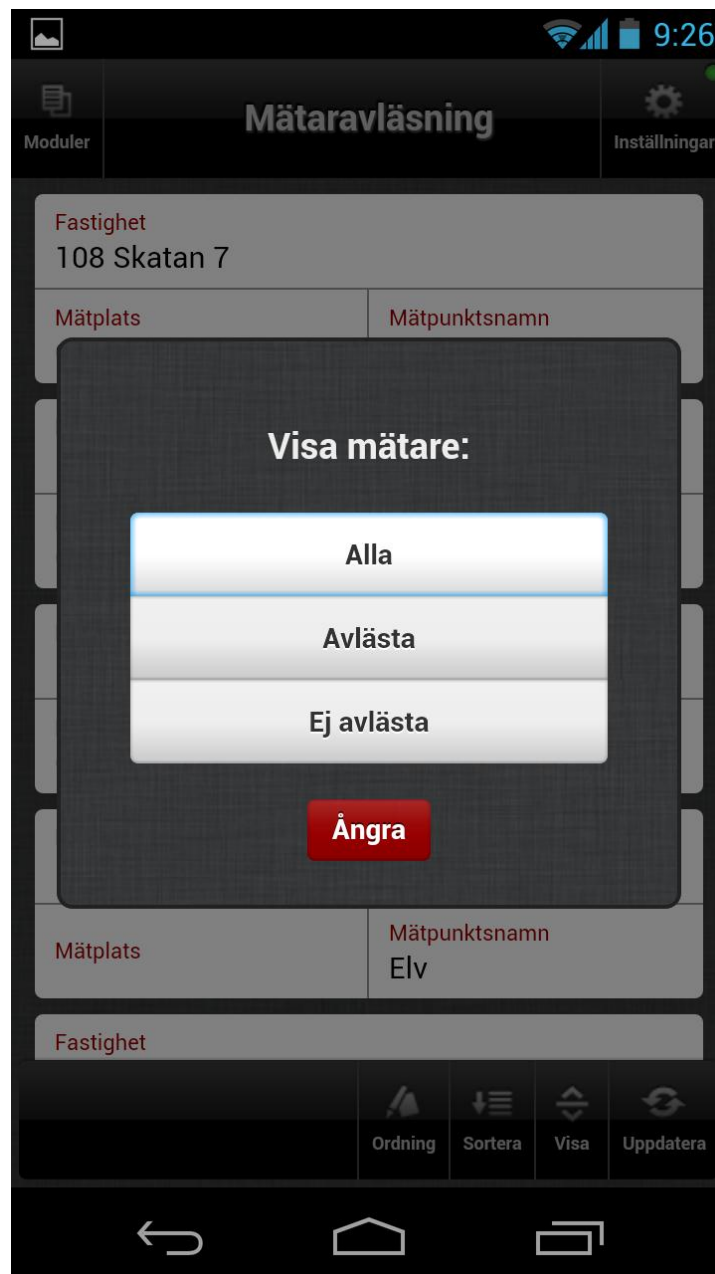 9:26
Moduler
Mätaravläsning
Inställningar
Fastighet
108 Skatan 7
Mätplats
Mätpunktsnamn
Visa mätare:
Alla
Avlästa
Ej avlästa
Ångra
Mätplats
Mätpunktsnamn
Elv
Fastighet
Ordning
Sortera
Visa
Uppdatera